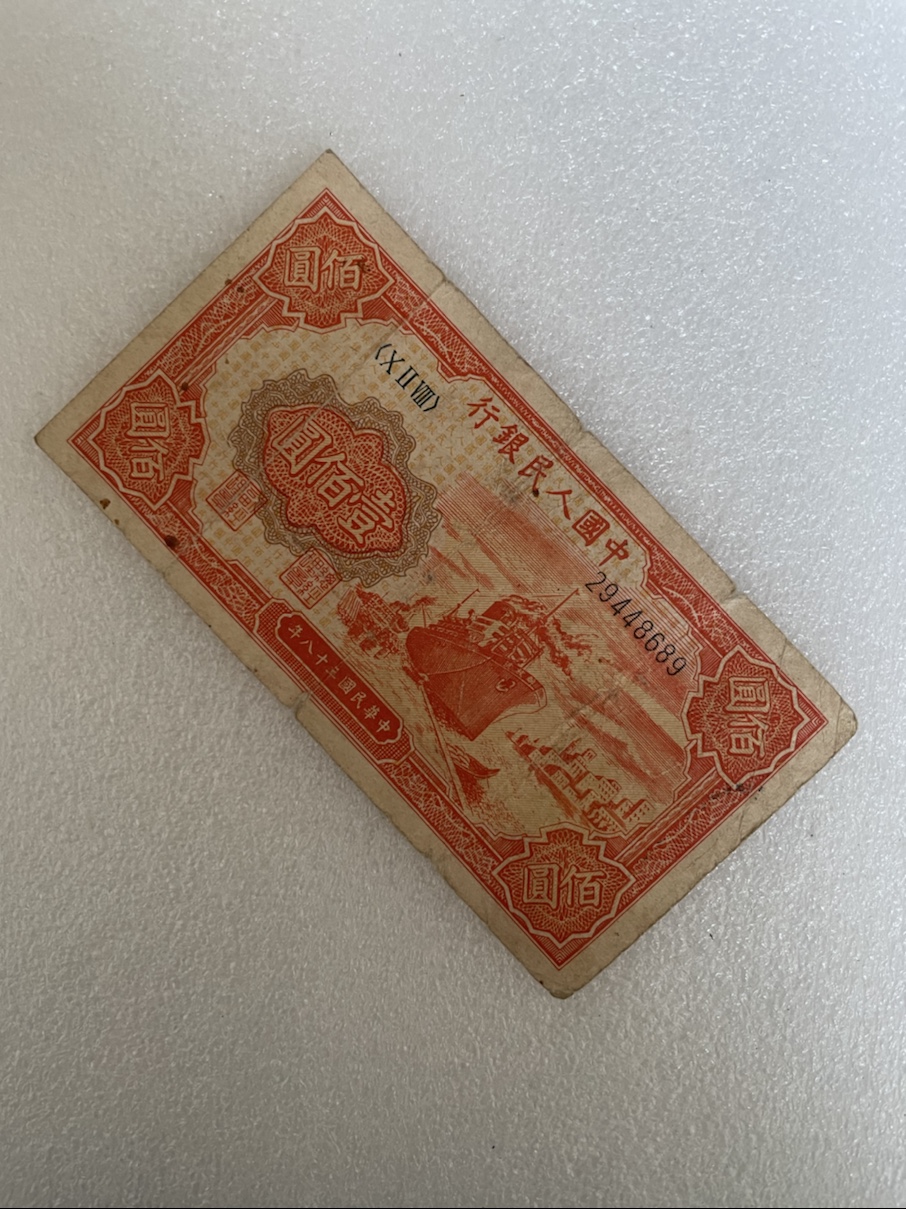 佰圓
佰圓
〈X II VIII〉
中國人民銀行
29448689
壹佰圓
中華民國三十八年
佰圓
佰圓